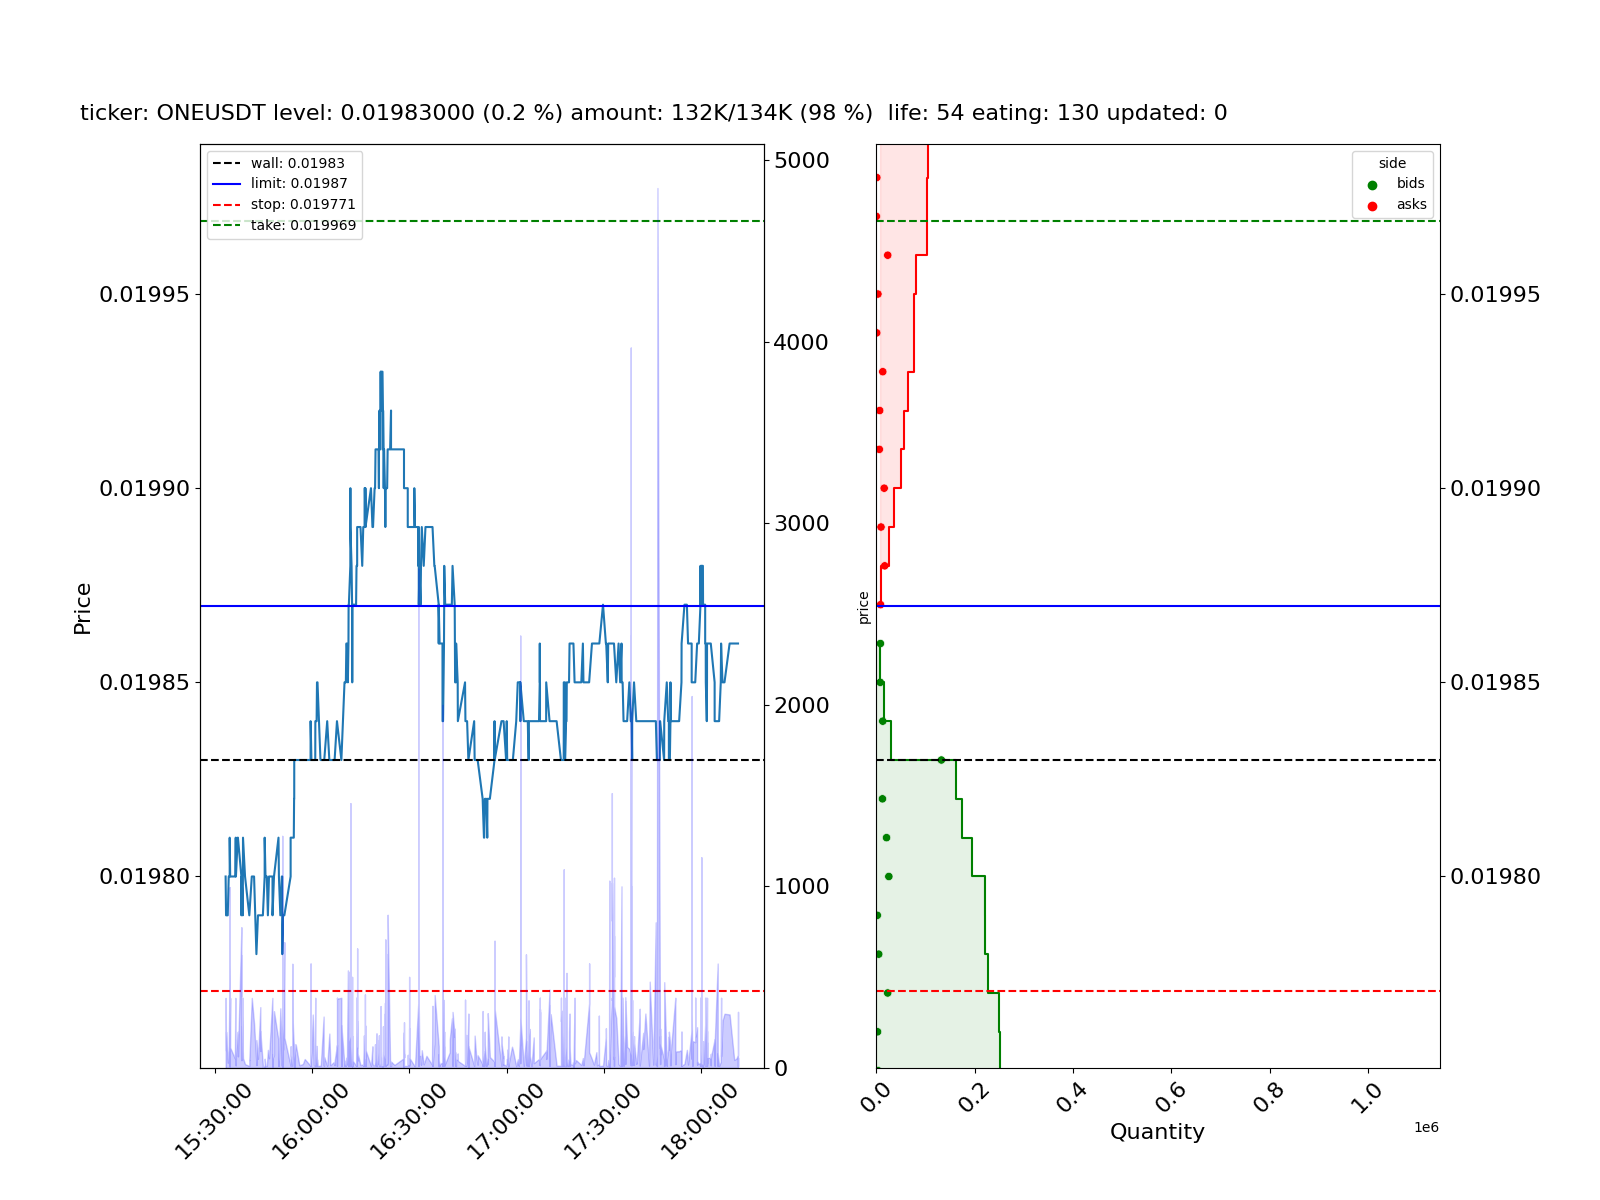 ticker: ONEUSDT level: 0.01983000 (0.2 %) amount: 132K/134K (98 %)  life: 54 eating: 130 updated: 0
wall: 0.01983
limit: 0.01987
stop: 0.019771
take: 0.019969
Price
0.01995
0.01990
0.01985
0.01980
5000
4000
3000
2000
1000
0
15:30:00
16:00:00
16:30:00
17:00:00
17:30:00
18:00:00
side
bids
asks
price
0.01995
0.01990
0.01985
0.01980
0.0
0.2
0.4
0.6
0.8
1.0
Quantity
1e6